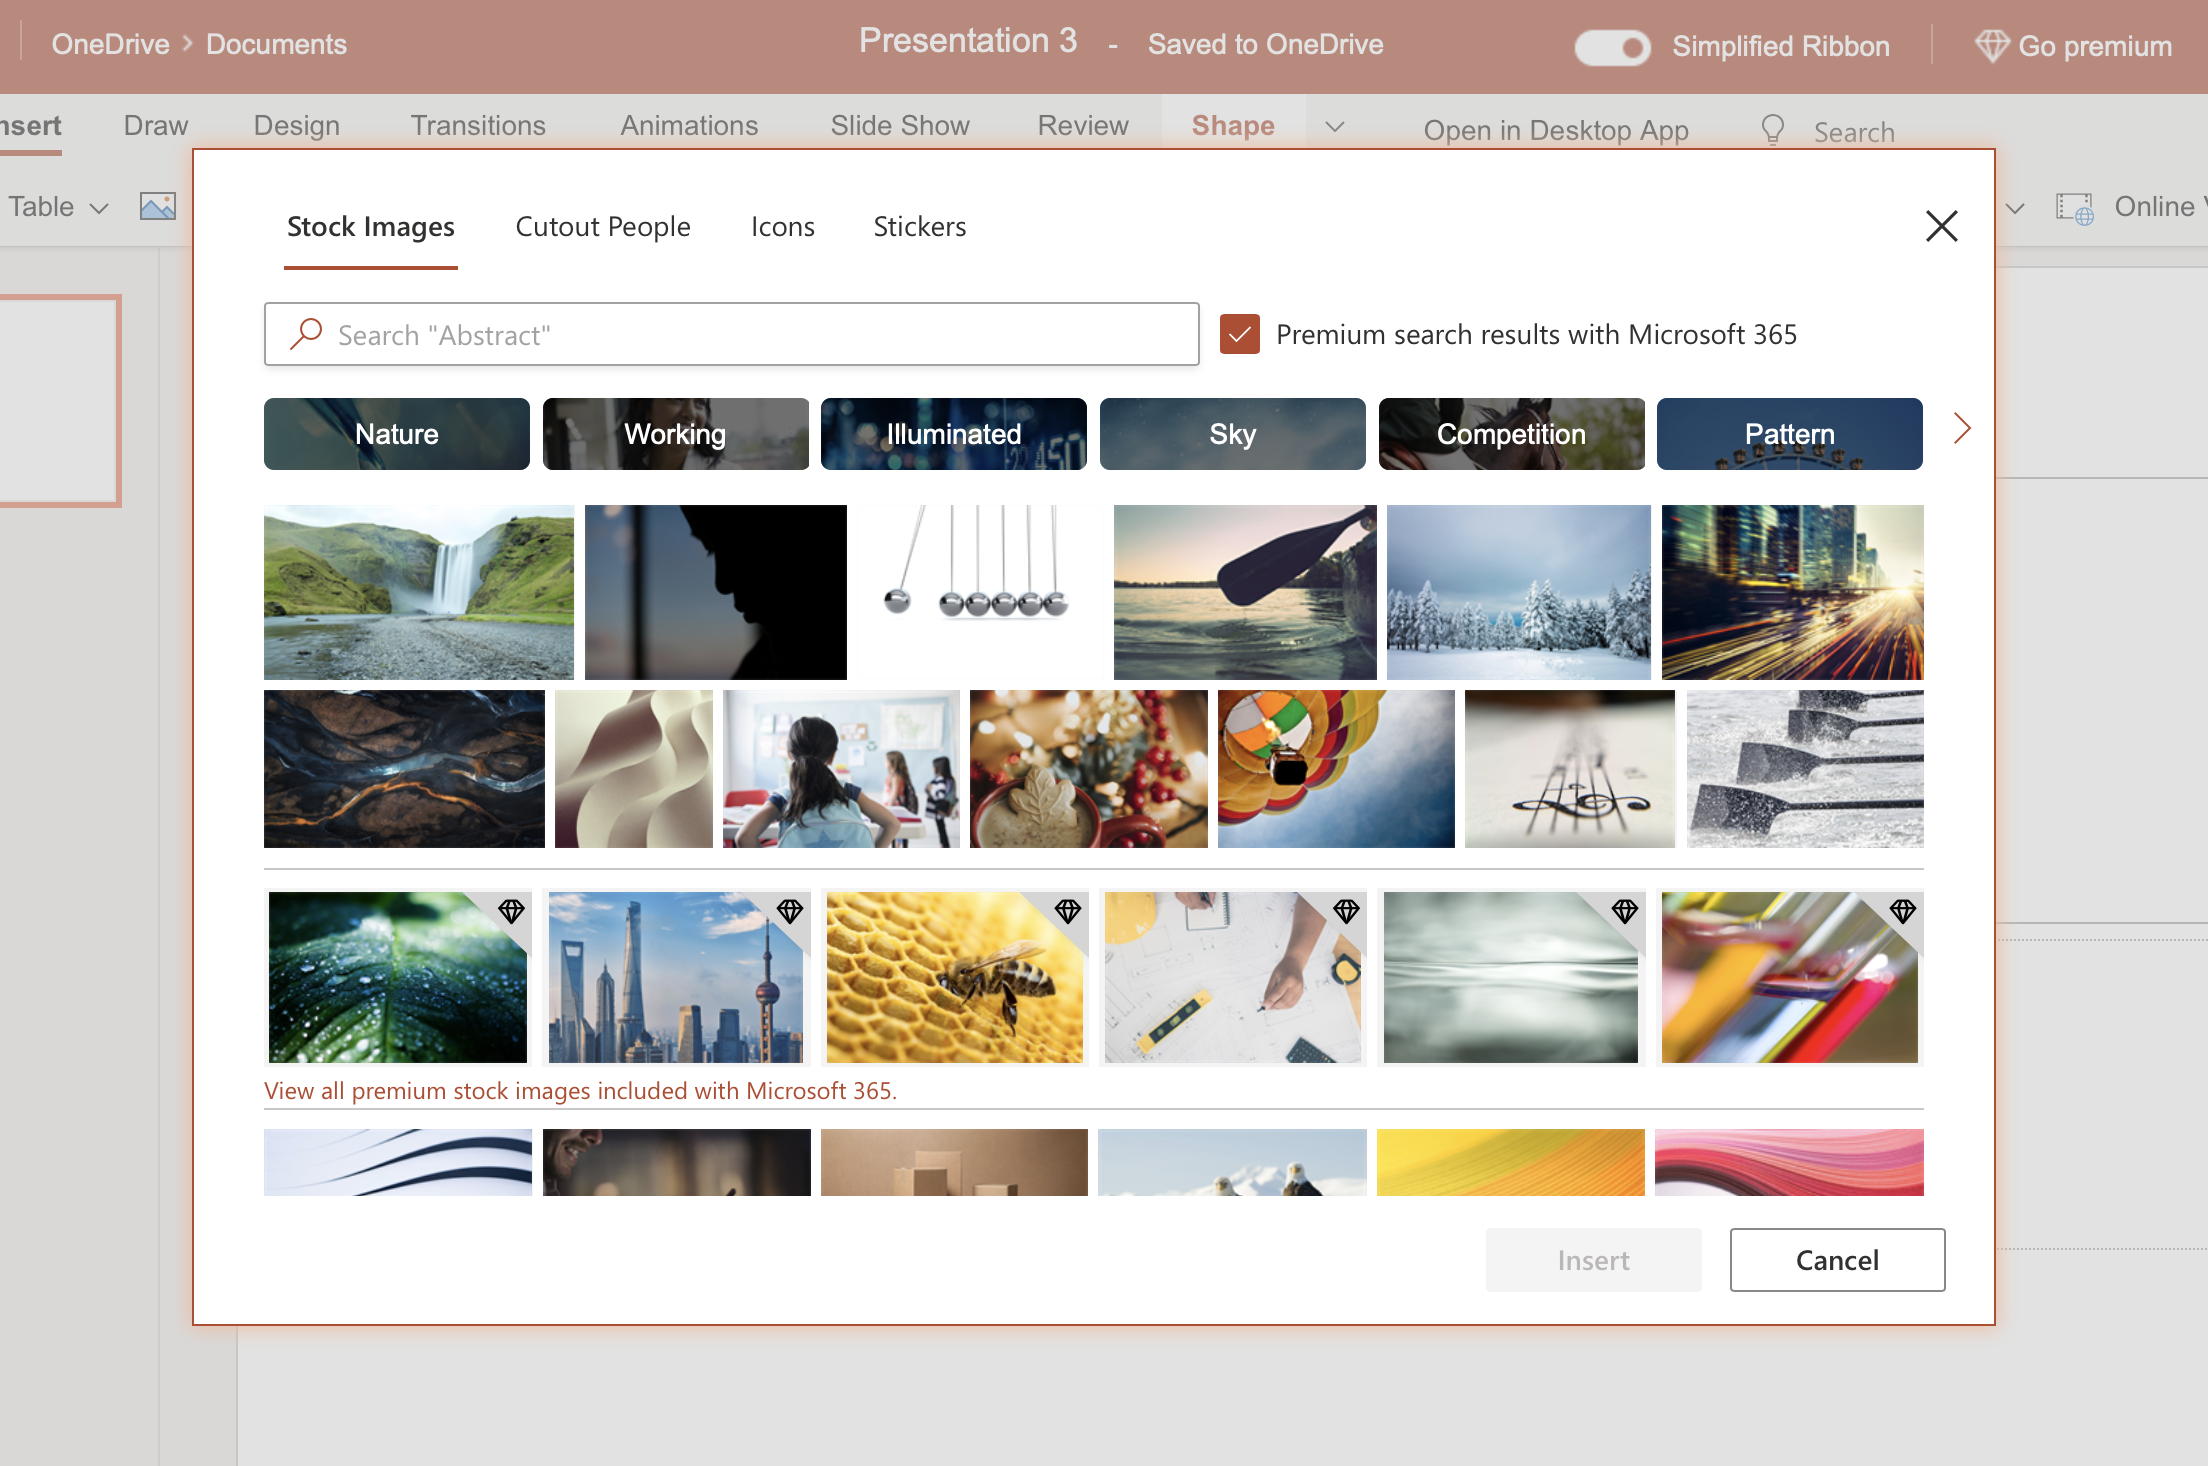 OneDrive > Documents
Presentation 3 - Saved to OneDrive
Simplified Ribbon
Go premium
nsert
Draw
Design
Transitions
Animations
Slide Show
Review
Shape
Open in Desktop App
Search
Table
Online
Stock Images
Cutout People
Icons
Stickers
Search "Abstract"
Premium search results with Microsoft 365
Nature
Working
Illuminated
Sky
Competition
Pattern
View all premium stock images included with Microsoft 365.
Insert
Cancel